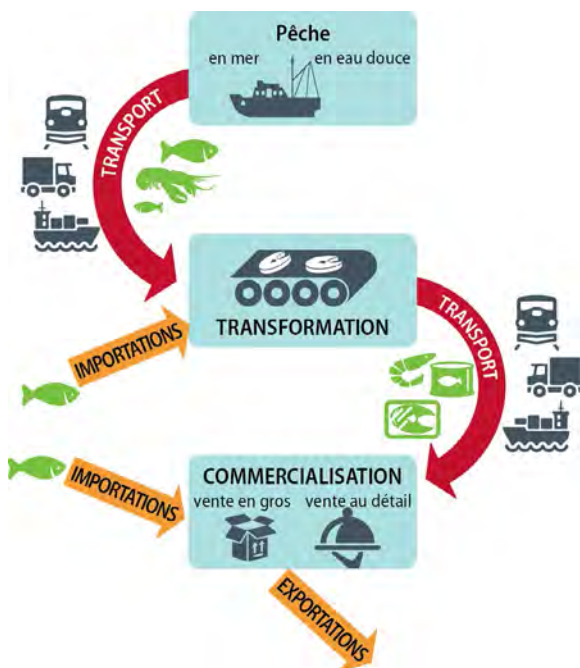 Pêche
en mer
en eau douce
TRANSPORT
TRANSFORMATION
IMPORTATIONS
TRANSPORT
COMMERCIALISATION
vente en gros
vente au détail
IMPORTATIONS
EXPORTATIONS